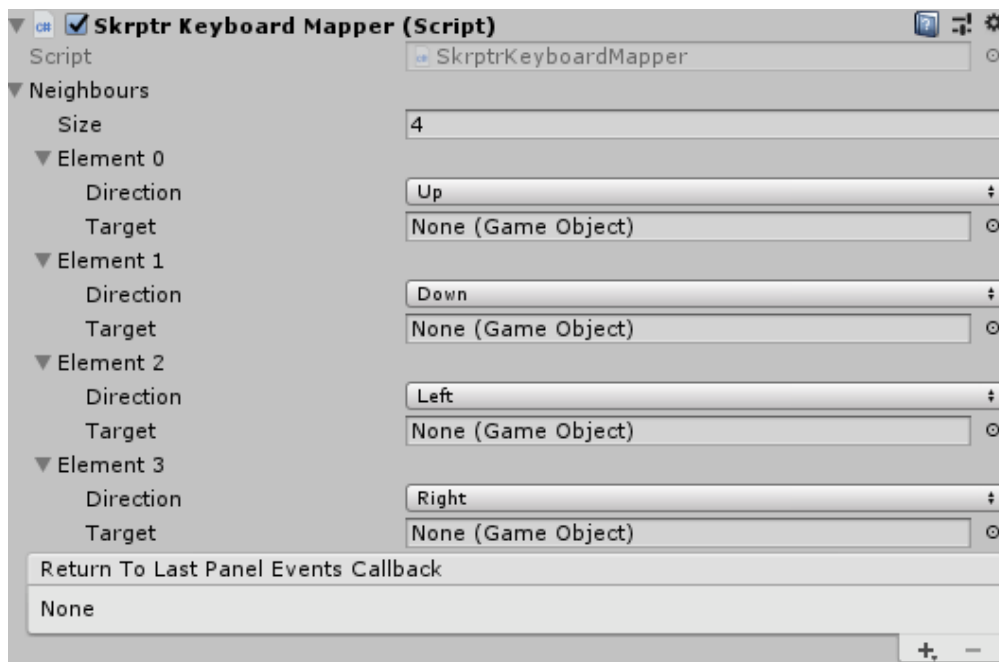 Skrptr Keyboard Mapper (Script)
Script SkrptrKeyboardMapper
Neighbours
Size 4
Element 0
Direction Up
Target None (Game Object)
Element 1
Direction Down
Target None (Game Object)
Element 2
Direction Left
Target None (Game Object)
Element 3
Direction Right
Target None (Game Object)
Return To Last Panel Events Callback
None